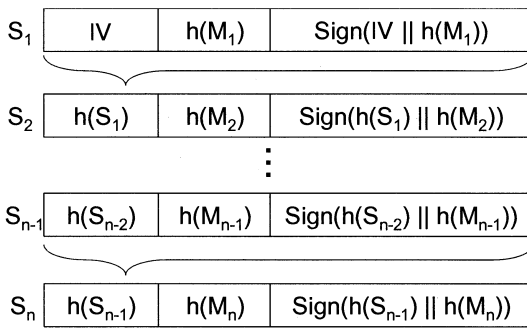 S₁ IV h(M₁) Sign(IV || h(M₁))
S₂ h(S₁) h(M₂) Sign(h(S₁) || h(M₂))
Sₙ₋₁ h(Sₙ₋₂) h(Mₙ₋₁) Sign(h(Sₙ₋₂) || h(Mₙ₋₁))
Sₙ h(Sₙ₋₁) h(Mₙ) Sign(h(Sₙ₋₁) || h(Mₙ))